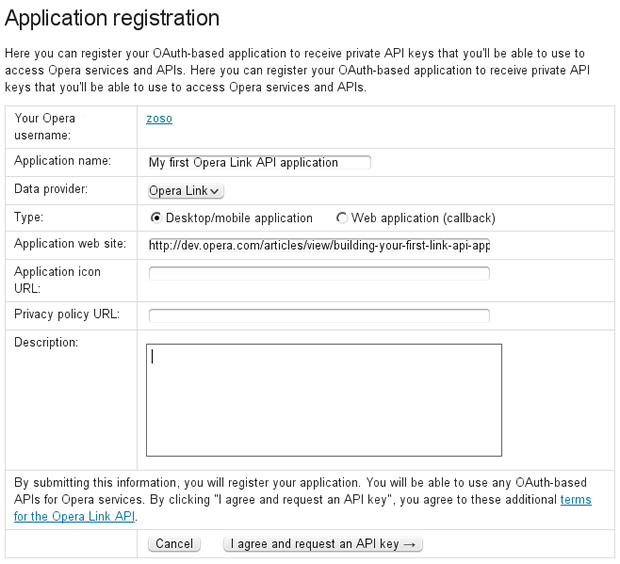 Application registration
Here you can register your OAuth-based application to receive private API keys that you'll be able to use to
access Opera services and APIs. Here you can register your OAuth-based application to receive private API
keys that you'll be able to use to access Opera services and APIs.
Your Opera
username:
zoso
Application name:
My first Opera Link API application
Data provider:
Opera Link
Type:
Desktop/mobile application
Web application (callback)
Application web site:
http://dev.opera.com/articles/view/building-your-first-link-api-app
Application icon
URL:
Privacy policy URL:
Description:
By submitting this information, you will register your application. You will be able to use any OAuth-based
APIs for Opera services. By clicking "I agree and request an API key", you agree to these additional terms
for the Opera Link API.
Cancel
I agree and request an API key →